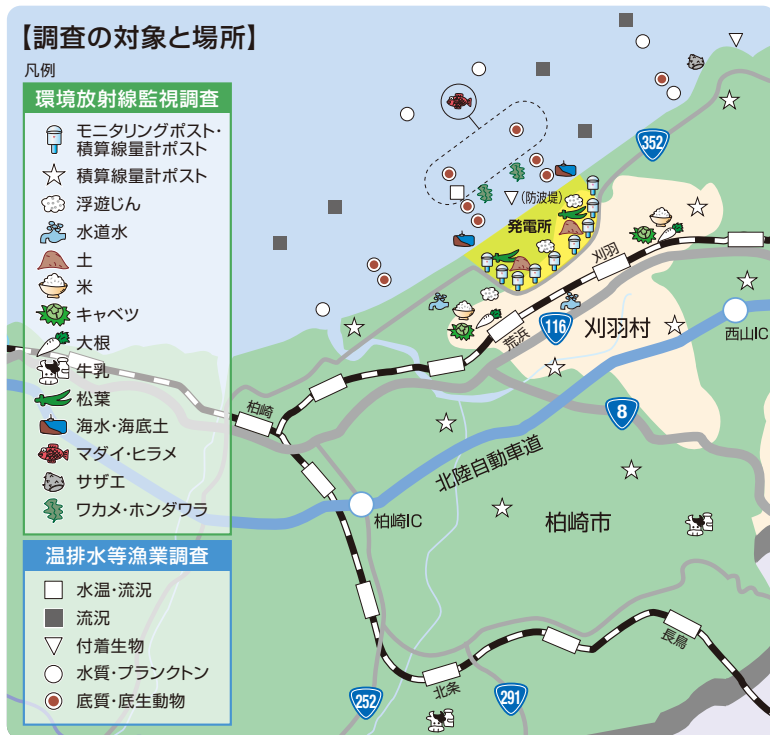 【調査の対象と場所】
凡例
環境放射線監視調査
モニタリングポスト・
積算線量計ポスト
積算線量計ポスト
浮遊じん
水道水
土
米
キャベツ
大根
牛乳
松葉
海水・海底土
マダイ・ヒラメ
サザエ
ワカメ・ホンダワラ
温排水等漁業調査
水温・流況
流況
付着生物
水質・プランクトン
底質・底生動物
352
(防波堤)
発電所
刈羽
荒浜
116
刈羽村
西山IC
8
柏崎
北陸自動車道
柏崎IC
柏崎市
長鳥
北条
252
291